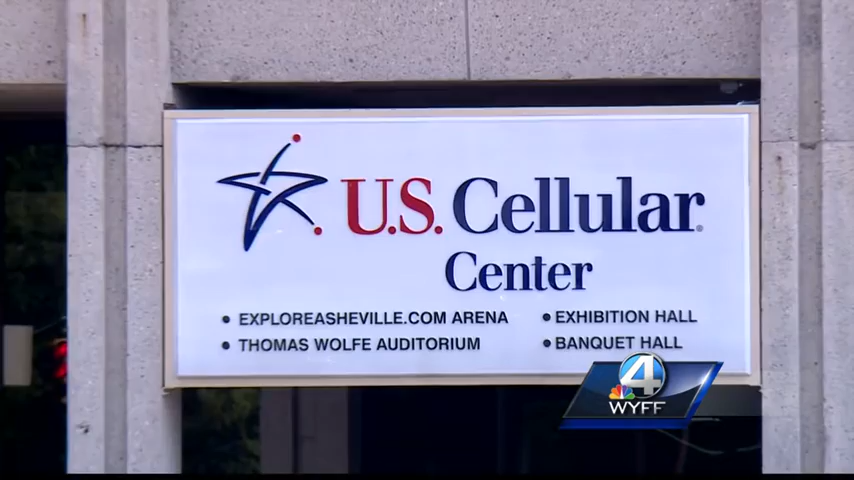 U.S. Cellular
Center
• EXPLOREASHEVILLE.COM ARENA
• EXHIBITION HALL
• THOMAS WOLFE AUDITORIUM
• BANQUET HALL
4
WYFF